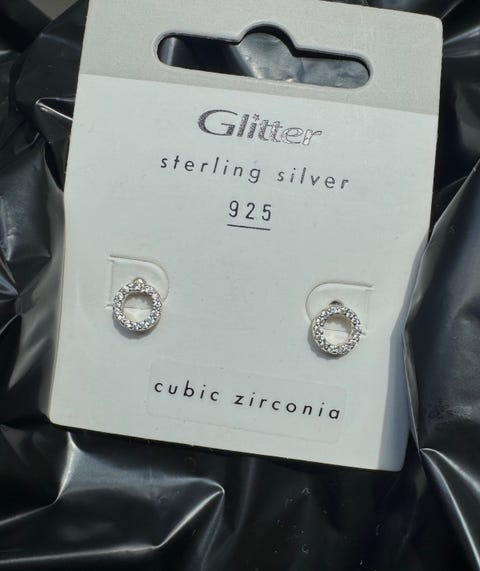 Glitter
sterling silver
925
cubic zirconia